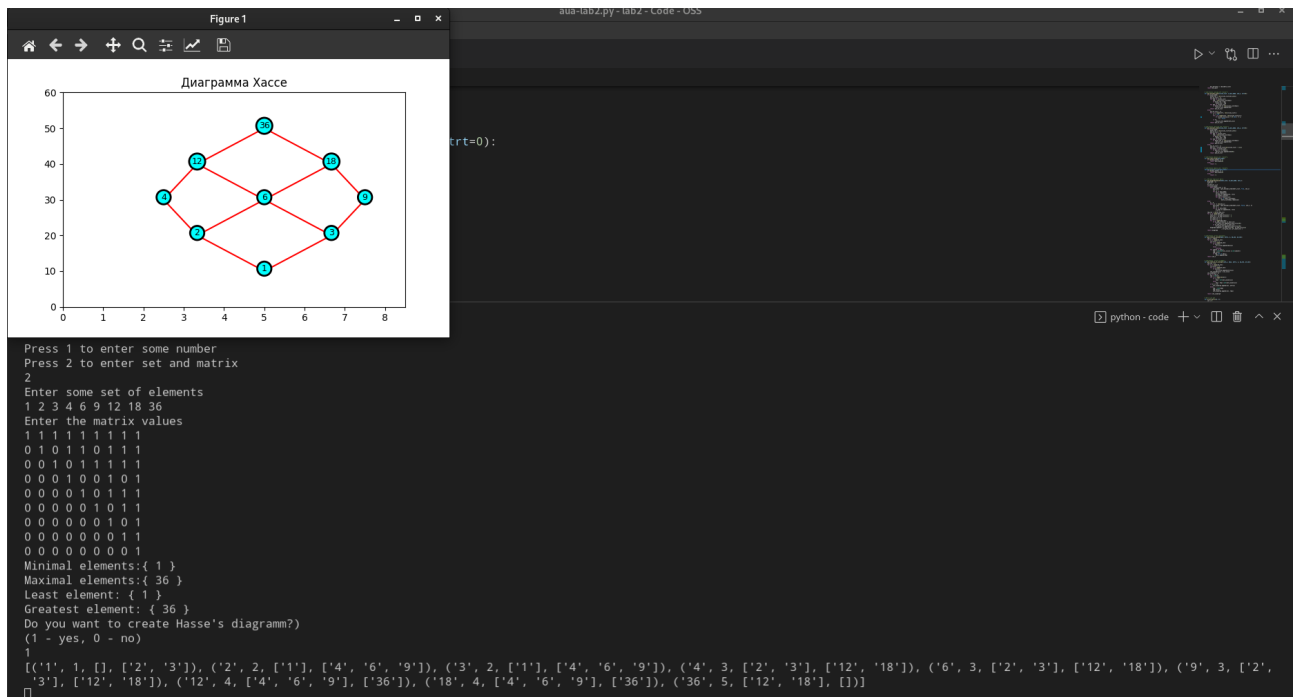 Figure 1
aua-lab2.py - lab2 - Code - OSS
Диаграмма Хассе
60
50
40
30
20
10
0
36
12
18
4
6
9
2
3
1
0 1 2 3 4 5 6 7 8
trt=0):
python - code
Press 1 to enter some number
Press 2 to enter set and matrix
2
Enter some set of elements
1 2 3 4 6 9 12 18 36
Enter the matrix values
1 1 1 1 1 1 1 1 1
0 1 0 1 1 0 1 1 1
0 0 1 0 1 1 1 1 1
0 0 0 1 0 0 1 0 1
0 0 0 0 1 0 1 1 1
0 0 0 0 0 1 0 1 1
0 0 0 0 0 0 1 0 1
0 0 0 0 0 0 0 1 1
0 0 0 0 0 0 0 0 1
Minimal elements:{ 1 }
Maximal elements:{ 36 }
Least element: { 1 }
Greatest element: { 36 }
Do you want to create Hasse's diagramm?)
(1 - yes, 0 - no)
1
[('1', 1, [], ['2', '3']), ('2', 2, ['1'], ['4', '6', '9']), ('3', 2, ['1'], ['4', '6', '9']), ('4', 3, ['2', '3'], ['12', '18']), ('6', 3, ['2', '3'], ['12', '18']), ('9', 3, ['2',
'3'], ['12', '18']), ('12', 4, ['4', '6', '9'], ['36']), ('18', 4, ['4', '6', '9'], ['36']), ('36', 5, ['12', '18'], [])]